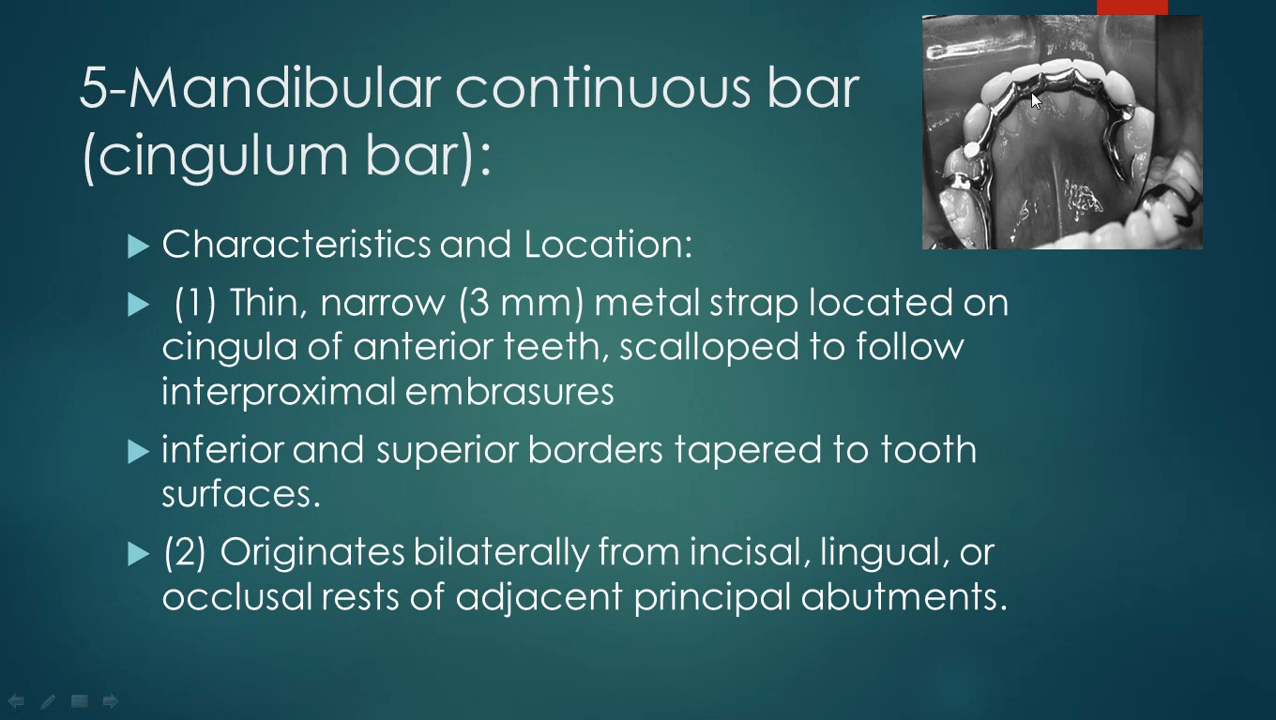 5-Mandibular continuous bar
(cingulum bar):
Characteristics and Location:
(1) Thin, narrow (3 mm) metal strap located on
cingula of anterior teeth, scalloped to follow
interproximal embrasures
inferior and superior borders tapered to tooth
surfaces.
(2) Originates bilaterally from incisal, lingual, or
occlusal rests of adjacent principal abutments.